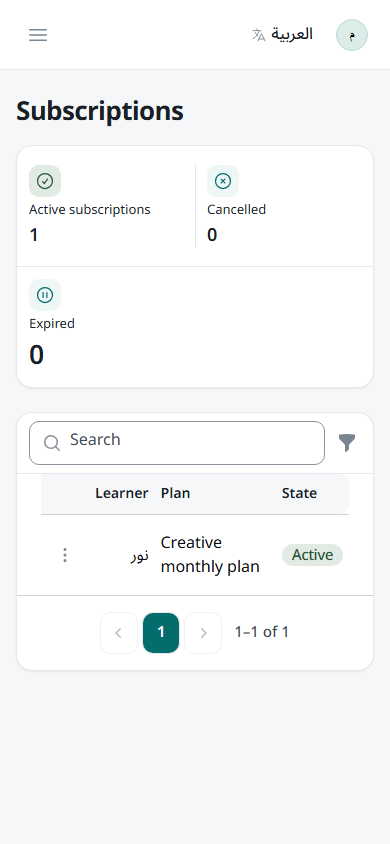 العربية
م
Subscriptions
Active subscriptions
1
Cancelled
0
Expired
0
Search
Learner Plan State
نور Creative monthly plan Active
1 1–1 of 1